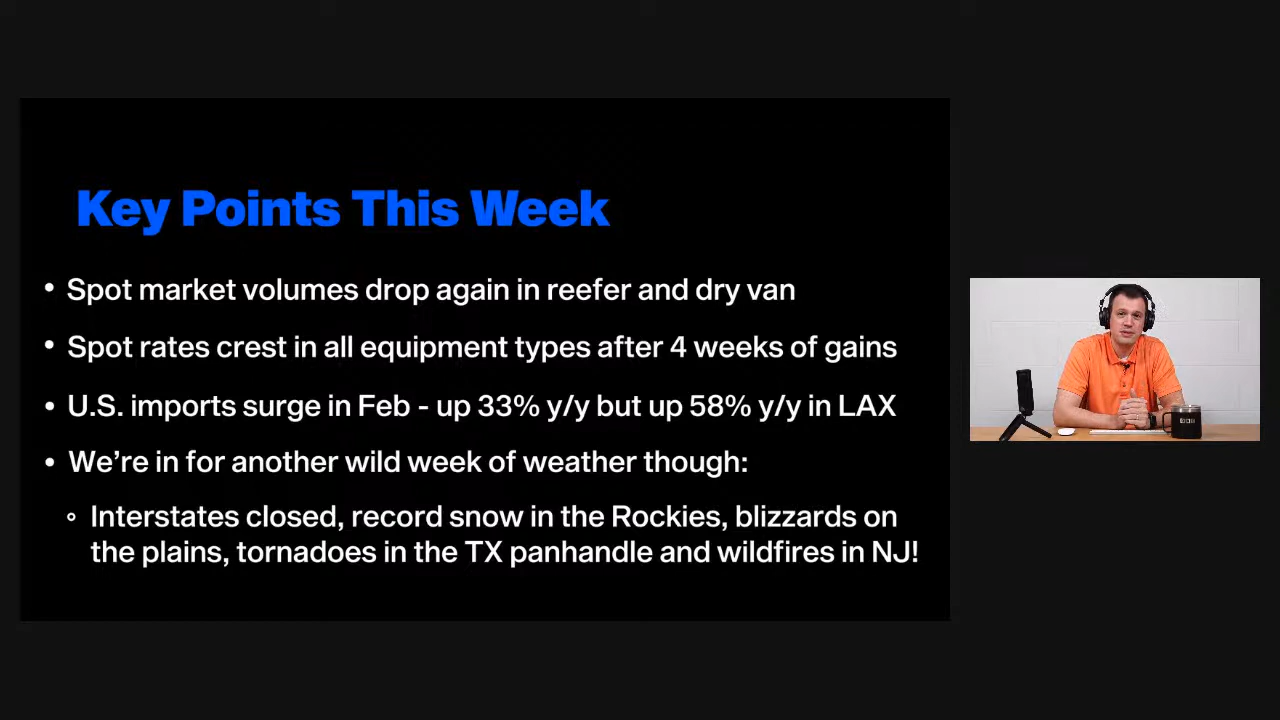 Key Points This Week
• Spot market volumes drop again in reefer and dry van
• Spot rates crest in all equipment types after 4 weeks of gains
• U.S. imports surge in Feb - up 33% y/y but up 58% y/y in LAX
• We’re in for another wild week of weather though:
◦ Interstates closed, record snow in the Rockies, blizzards on
the plains, tornadoes in the TX panhandle and wildfires in NJ!